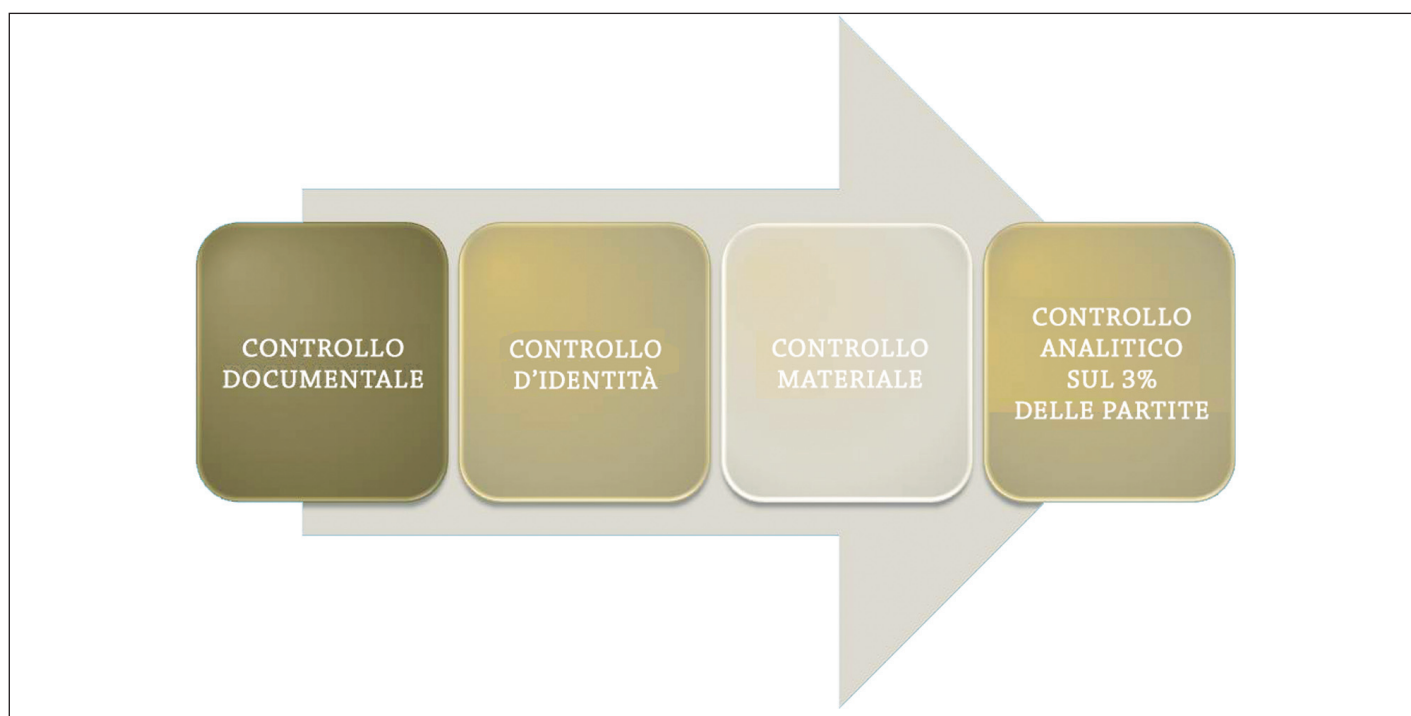 CONTROLLO
DOCUMENTALE
CONTROLLO
D'IDENTITÀ
CONTROLLO
MATERIALE
CONTROLLO
ANALITICO
SUL 3%
DELLE PARTITE